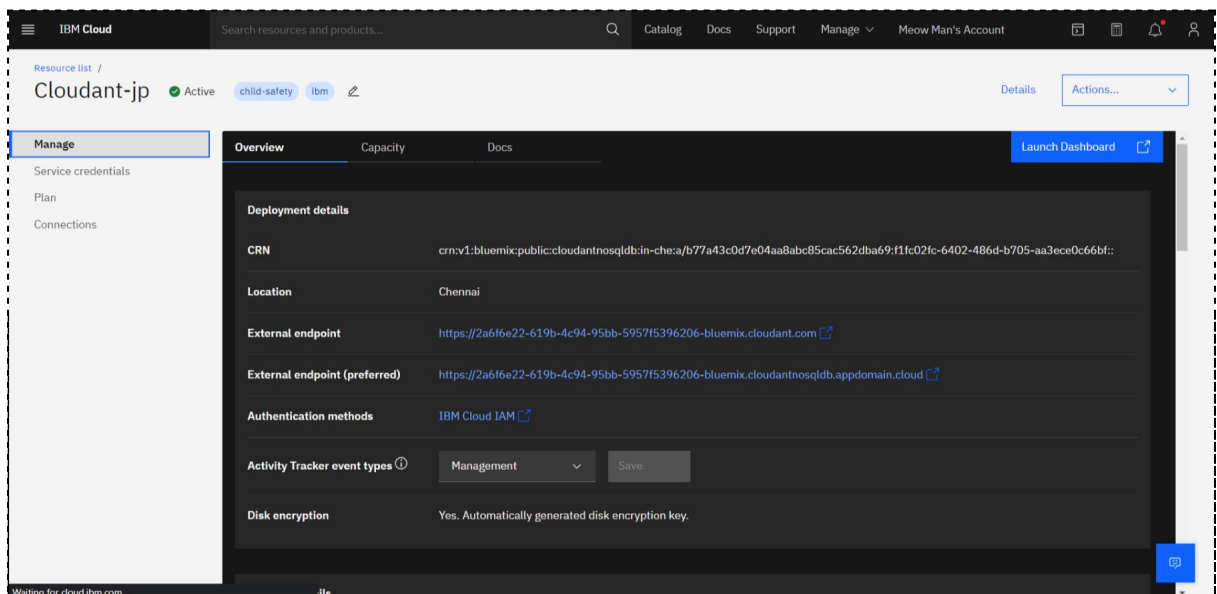 IBM Cloud
Search resources and products...
Catalog
Docs
Support
Manage
Meow Man's Account
Resource list /
Cloudant-jp
Active
child-safety
ibm
Details
Actions...
Manage
Service credentials
Plan
Connections
Overview
Capacity
Docs
Launch Dashboard
Deployment details
CRN
crn:v1:bluemix:public:cloudantnosqldb:in-che:a/b77a43c0d7e04aa8abc85cac562dba69:f1fc02fc-6402-486d-b705-aa3ece0c66bf::
Location
Chennai
External endpoint
https://2a6f6e22-619b-4c94-95bb-5957f5396206-bluemix.cloudant.com
External endpoint (preferred)
https://2a6f6e22-619b-4c94-95bb-5957f5396206-bluemix.cloudantnosqldb.appdomain.cloud
Authentication methods
IBM Cloud IAM
Activity Tracker event types
Management
Save
Disk encryption
Yes. Automatically generated disk encryption key.
Waiting for cloud.ibm.com